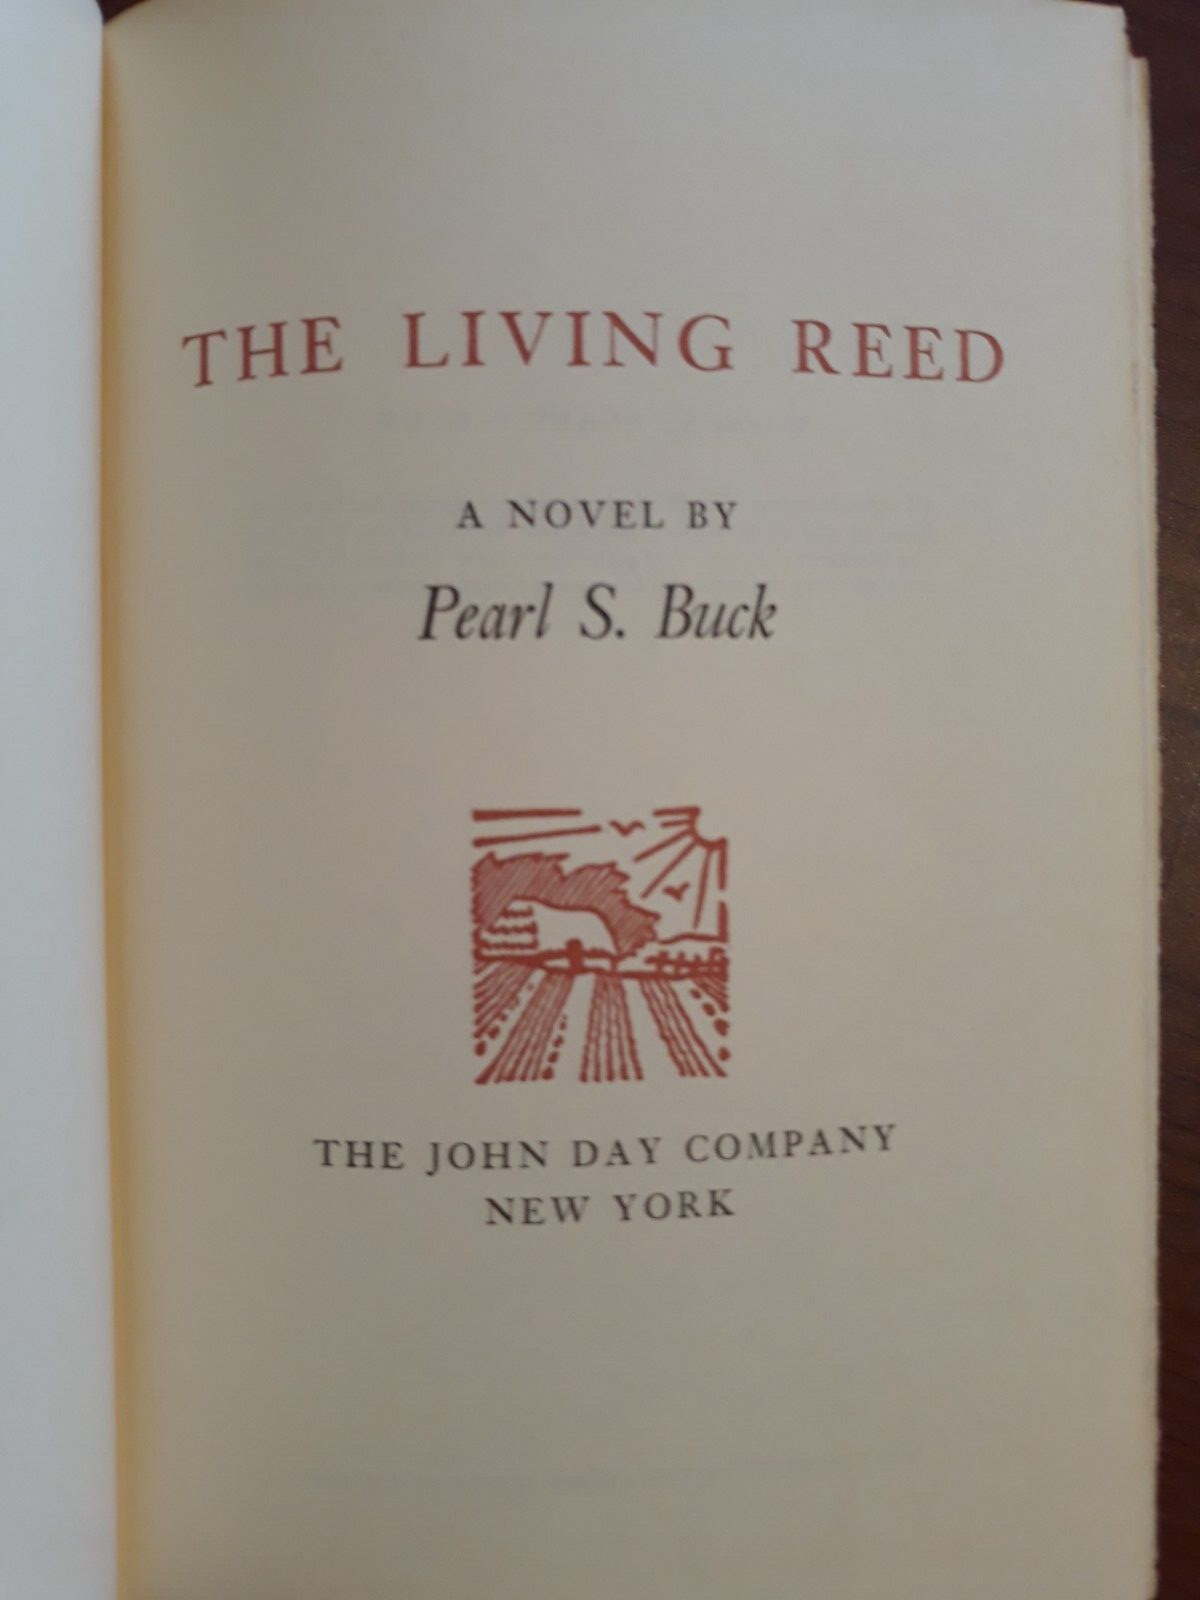 THE LIVING REED
A NOVEL BY
Pearl S. Buck
THE JOHN DAY COMPANY
NEW YORK